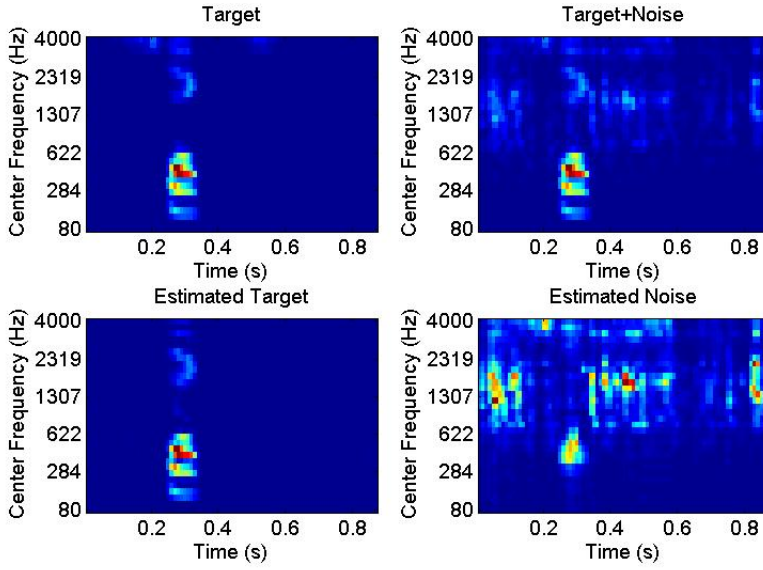 Target
Center Frequency (Hz)
4000
2319
1307
622
284
80
0.2 0.4 0.6 0.8
Time (s)
Target+Noise
Center Frequency (Hz)
4000
2319
1307
622
284
80
0.2 0.4 0.6 0.8
Time (s)
Estimated Target
Center Frequency (Hz)
4000
2319
1307
622
284
80
0.2 0.4 0.6 0.8
Time (s)
Estimated Noise
Center Frequency (Hz)
4000
2319
1307
622
284
80
0.2 0.4 0.6 0.8
Time (s)